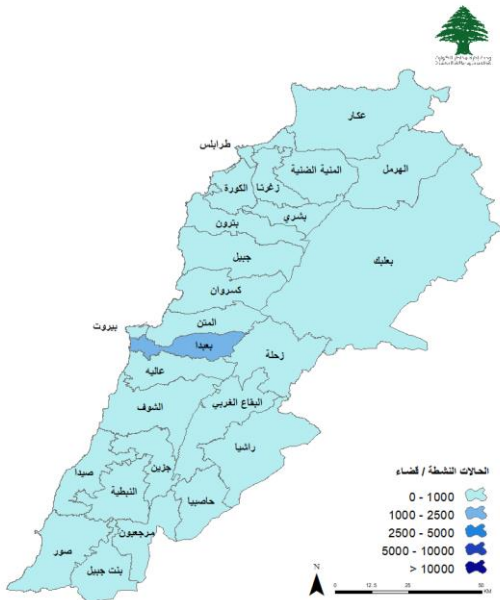 عكار
طرابلس
الهرمل
المنية الضنية
زغرتا
الكورة
بشري
بترون
بعلبك
جبيل
كسروان
المتن
بيروت
بعبدا
زحلة
عاليه
البقاع الغربي
الشوف
راشيا
جزين
صيدا
النبطية
حاصبيا
مرجعيون
صور
بنت جبيل
الحالات النشطة / قضاء
0 - 1000
1000 - 2500
2500 - 5000
5000 - 10000
> 10000
N
0 12.5 25 50